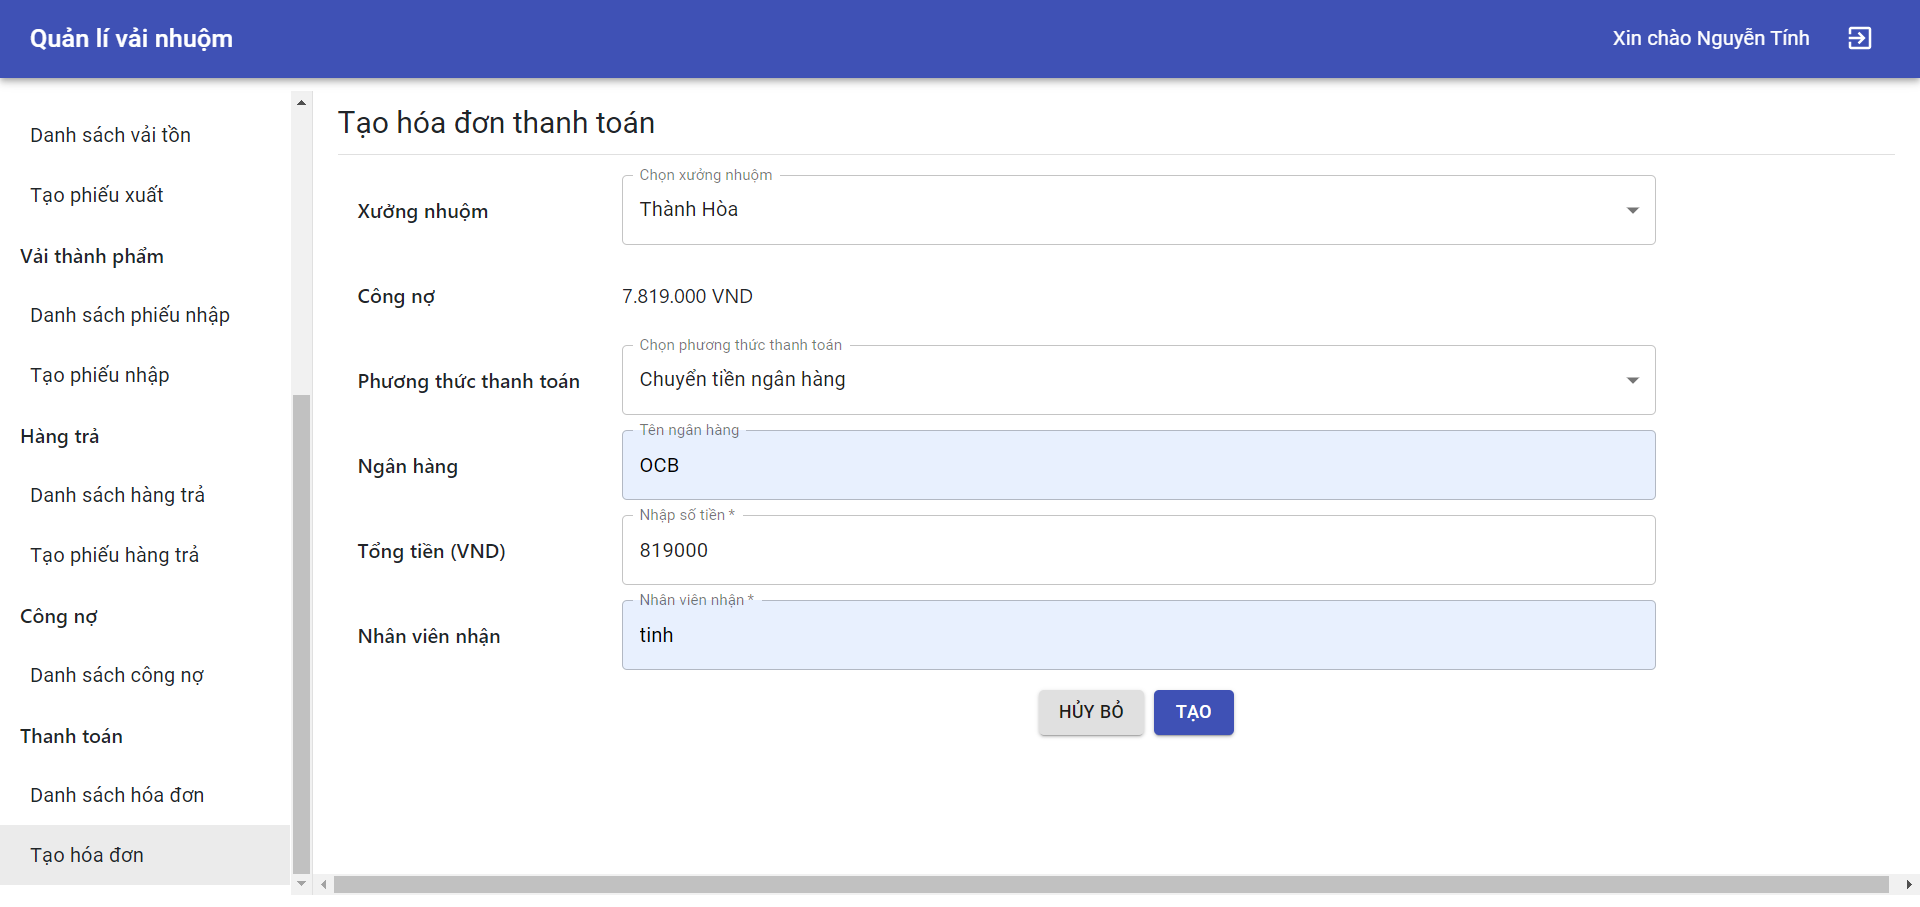 Quản lí vải nhuộm
Xin chào Nguyễn Tính
Danh sách vải tồn
Tạo phiếu xuất
Vải thành phẩm
Danh sách phiếu nhập
Tạo phiếu nhập
Hàng trả
Danh sách hàng trả
Tạo phiếu hàng trả
Công nợ
Danh sách công nợ
Thanh toán
Danh sách hóa đơn
Tạo hóa đơn
Tạo hóa đơn thanh toán
Chọn xưởng nhuộm
Xưởng nhuộm
Thành Hòa
Công nợ
7.819.000 VND
Chọn phương thức thanh toán
Phương thức thanh toán
Chuyển tiền ngân hàng
Tên ngân hàng
Ngân hàng
OCB
Nhập số tiền *
Tổng tiền (VND)
819000
Nhân viên nhận *
Nhân viên nhận
tinh
HỦY BỎ
TẠO